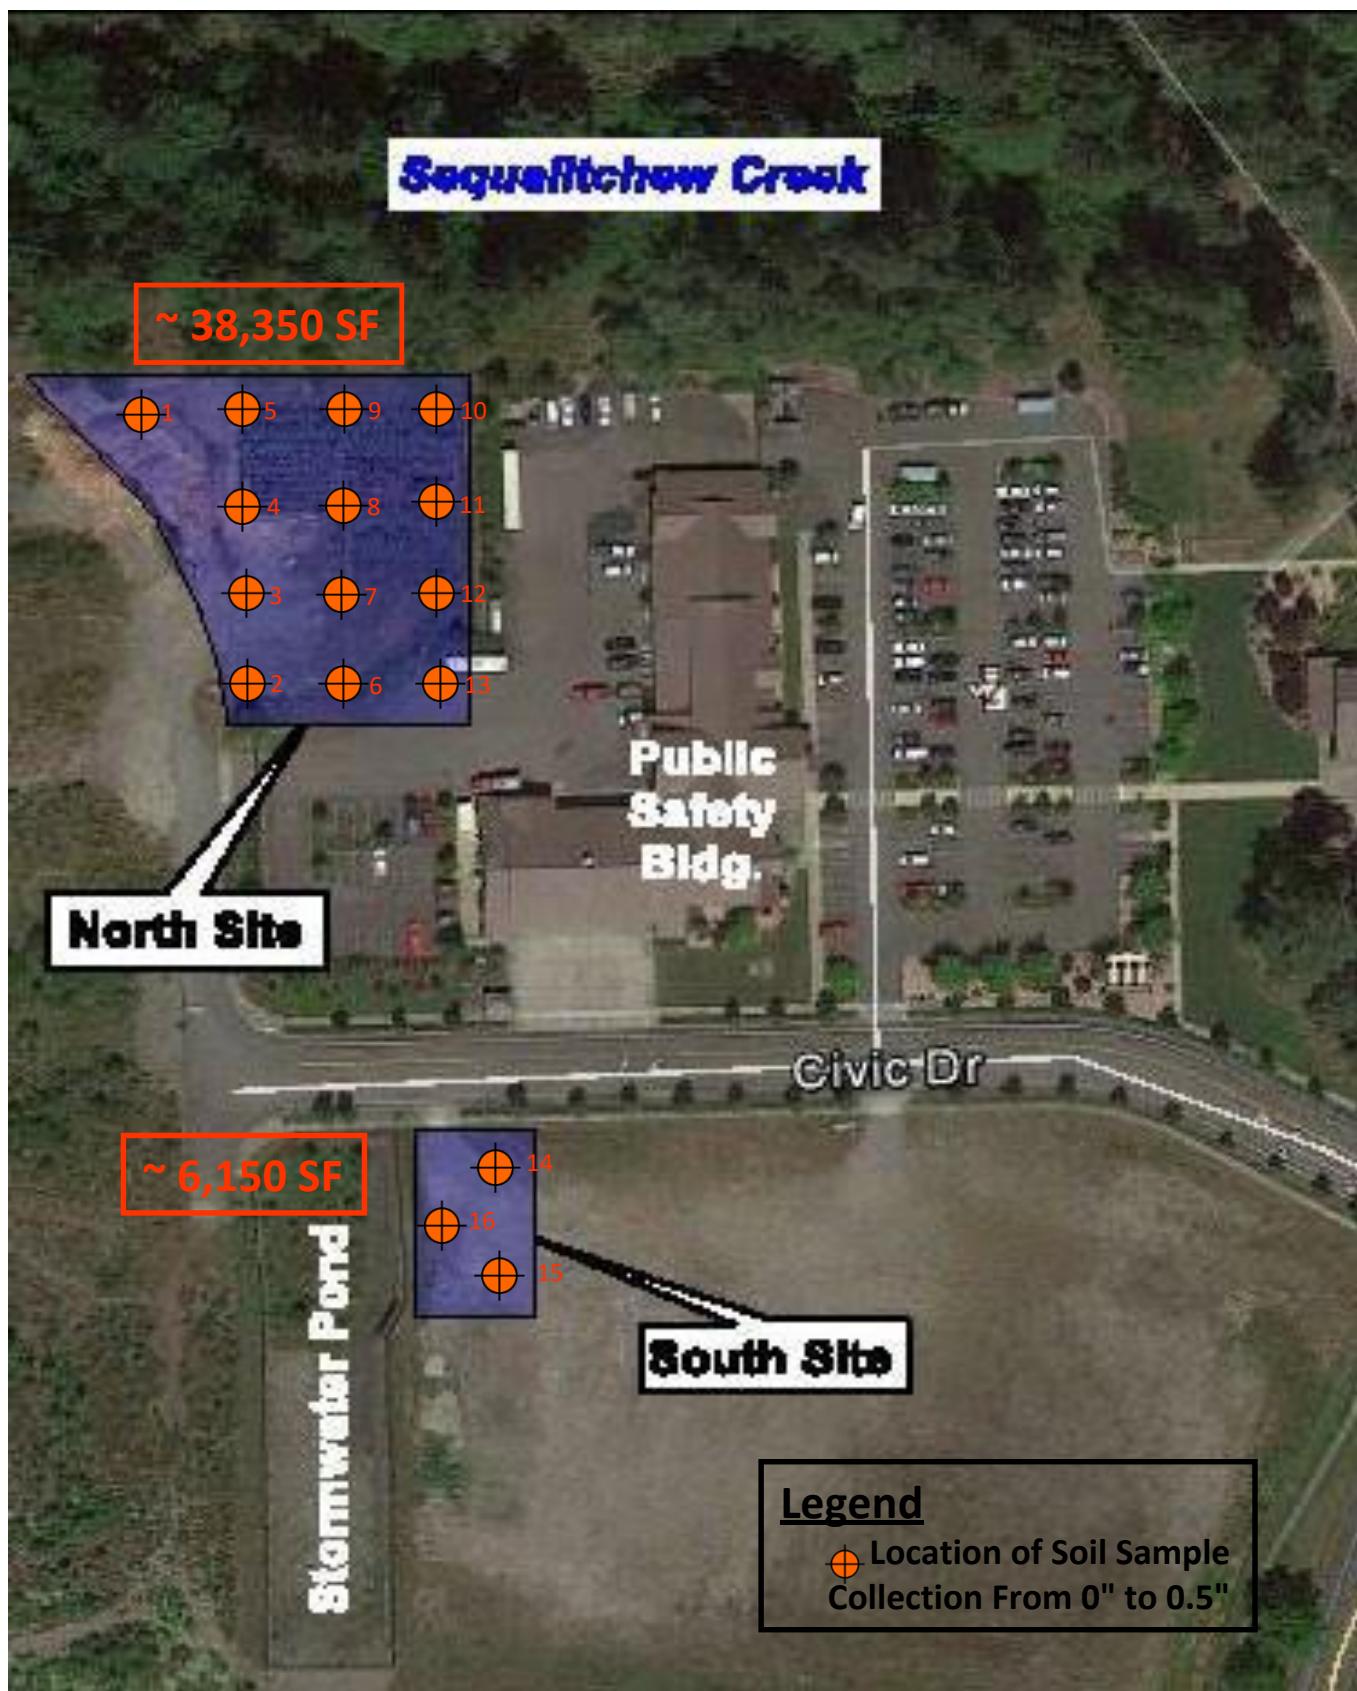 Sequalitchew Creek
~ 38,350 SF
1
5
9
10
4
8
11
3
7
12
2
6
13
Public
Safety
Bldg.
North Site
Civic Dr
~ 6,150 SF
14
16
15
Stormwater Pond
South Site
Legend
Location of Soil Sample
Collection From 0" to 0.5"